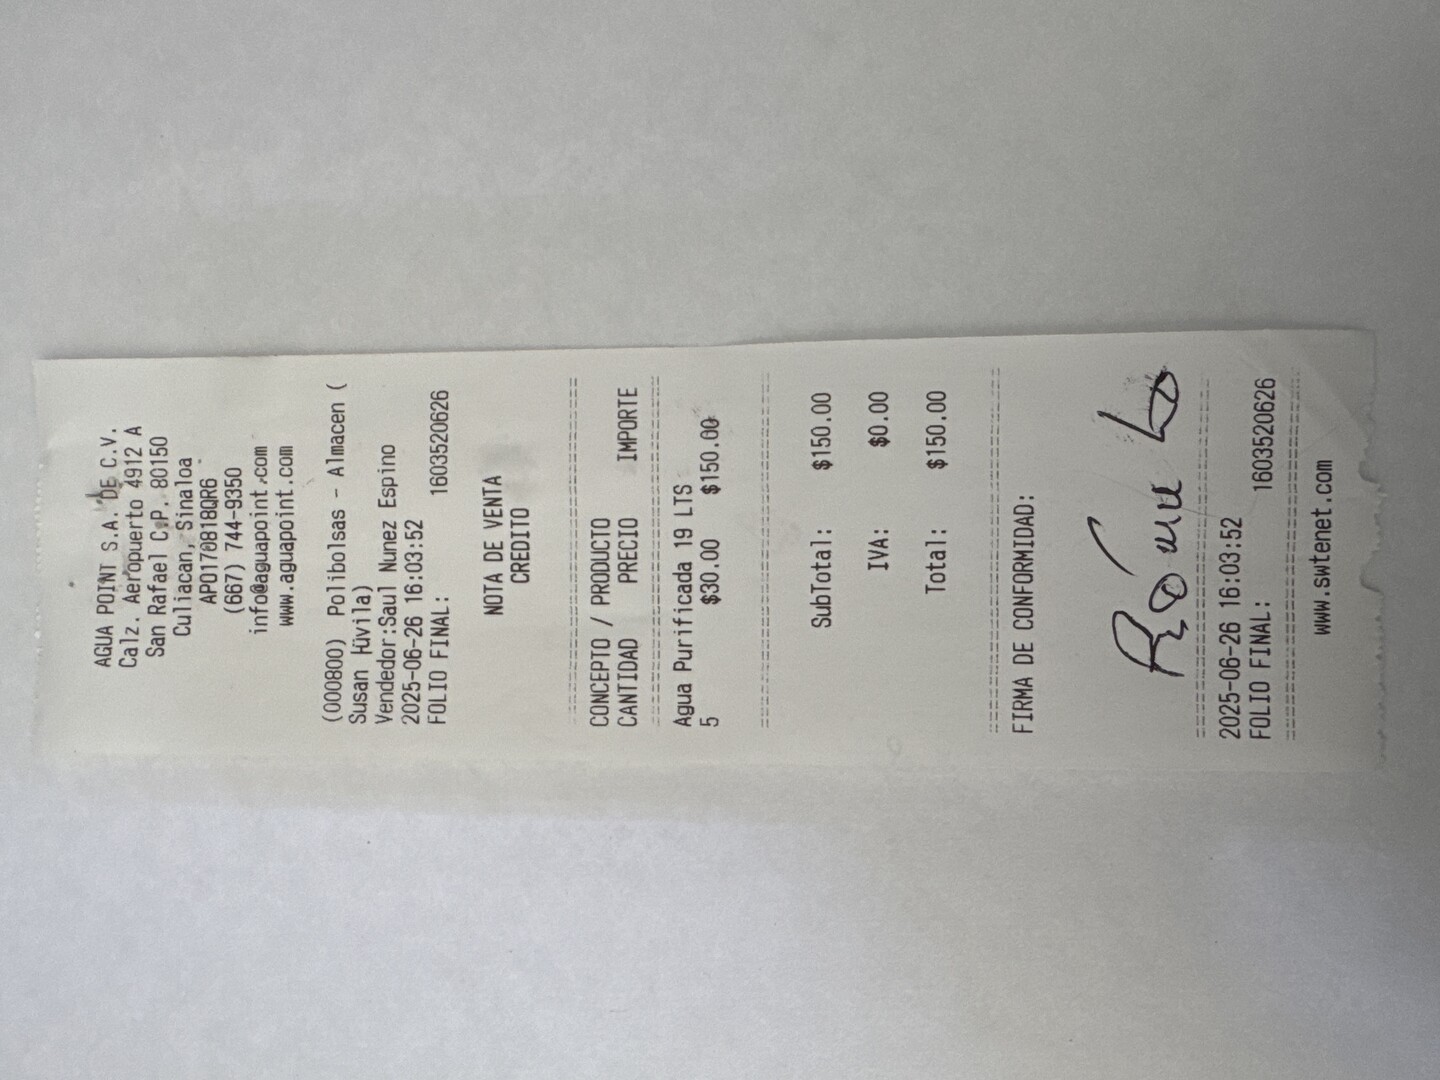 AGUA POINT S.A. DE C.V.
Calz. Aeropuerto 4912 A
San Rafael C.P. 80150
Culiacan, Sinaloa
APO170818QR6
(667) 744-9350
info@aguapoint.com
www.aguapoint.com
(000800) Polibolsas - Almacen (
Susan
Vendedor:Saul Nunez Espino
2025-06-26 16:03:52
FOLIO FINAL: 1603520626
NOTA DE VENTA
CREDITO
CONCEPTO / PRODUCTO
CANTIDAD PRECIO IMPORTE
Agua Purificada 19 LTS
5 $30.00 $150.00
SubTotal: $150.00
IVA: $0.00
Total: $150.00
FIRMA DE CONFORMIDAD:
2025-06-26 16:03:52
FOLIO FINAL: 1603520626
www.swtenet.com